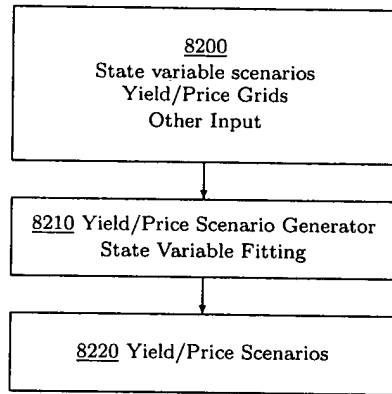 8200
State variable scenarios
Yield/Price Grids
Other Input
8210 Yield/Price Scenario Generator
State Variable Fitting
8220 Yield/Price Scenarios